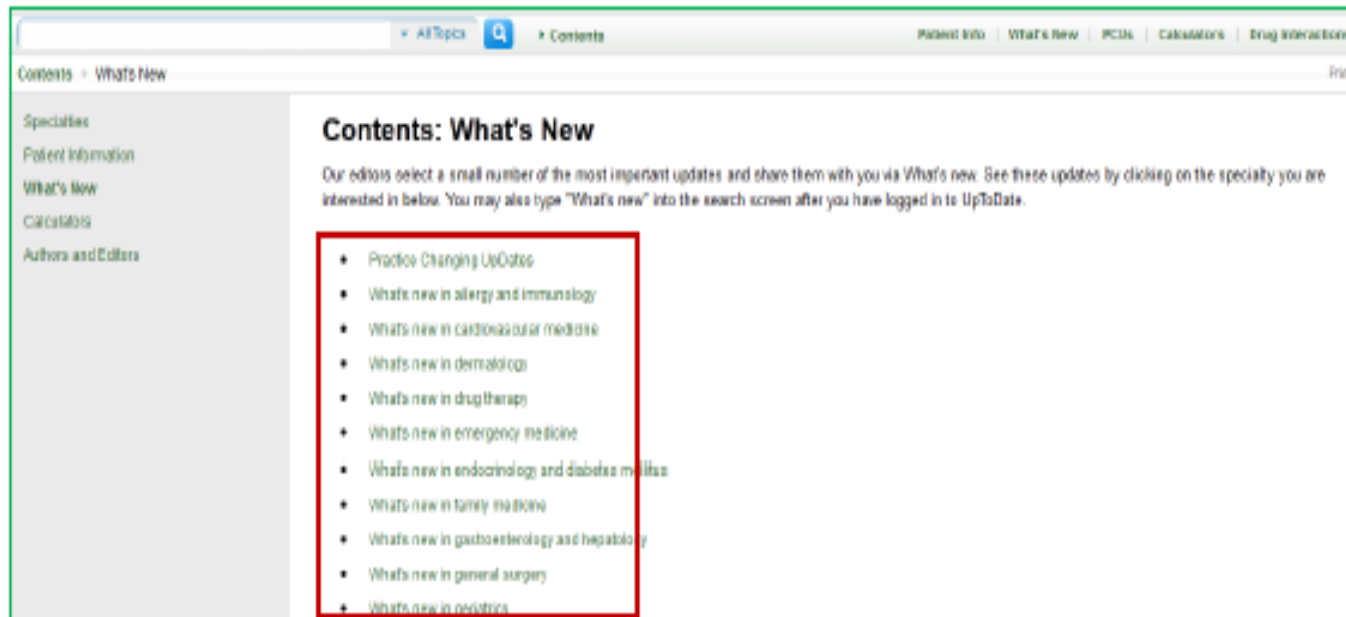 All Topics
Contents
Patient Info | What's New | PCUs | Calculators | Drug Interactions
Contents > What's New
Specialties
Patient Information
What's New
Calculators
Authors and Editors
Contents: What's New
Our editors select a small number of the most important updates and share them with you via What's new. See these updates by clicking on the specialty you are
interested in below. You may also type "What's new" into the search screen after you have logged in to UpToDate.
• Practice Changing UpDates
• What's new in allergy and immunology
• What's new in cardiovascular medicine
• What's new in dermatology
• What's new in drug therapy
• What's new in emergency medicine
• What's new in endocrinology and diabetes mellitus
• What's new in family medicine
• What's new in gastroenterology and hepatology
• What's new in general surgery
• What's new in geriatrics